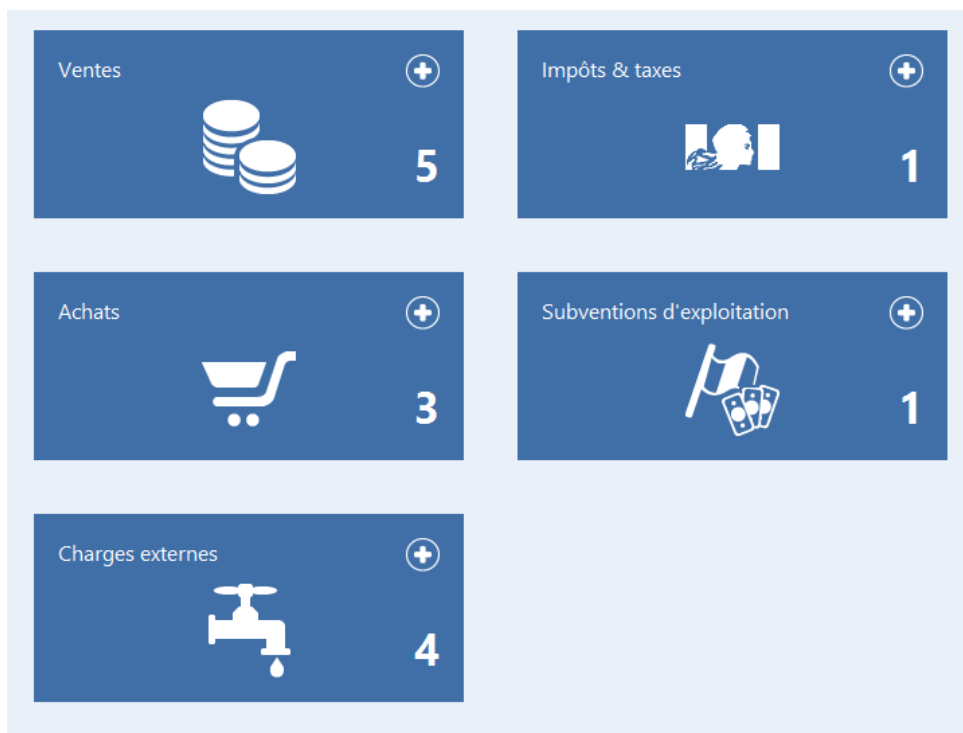 Ventes
5
Impôts & taxes
1
Achats
3
Subventions d'exploitation
1
Charges externes
4